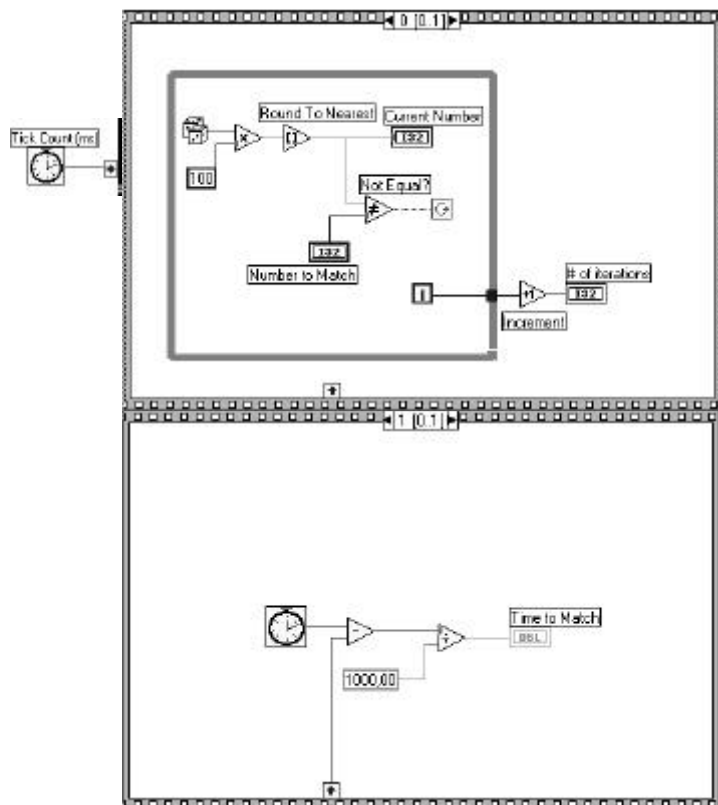 0 [0..1]
Round To Nearest
Current Number
I32
Tick Count (ms)
100
Not Equal?
I32
Number to Match
i
# of iterations
I32
+1
Increment
1 [0..1]
Time to Match
DBL
1000,00